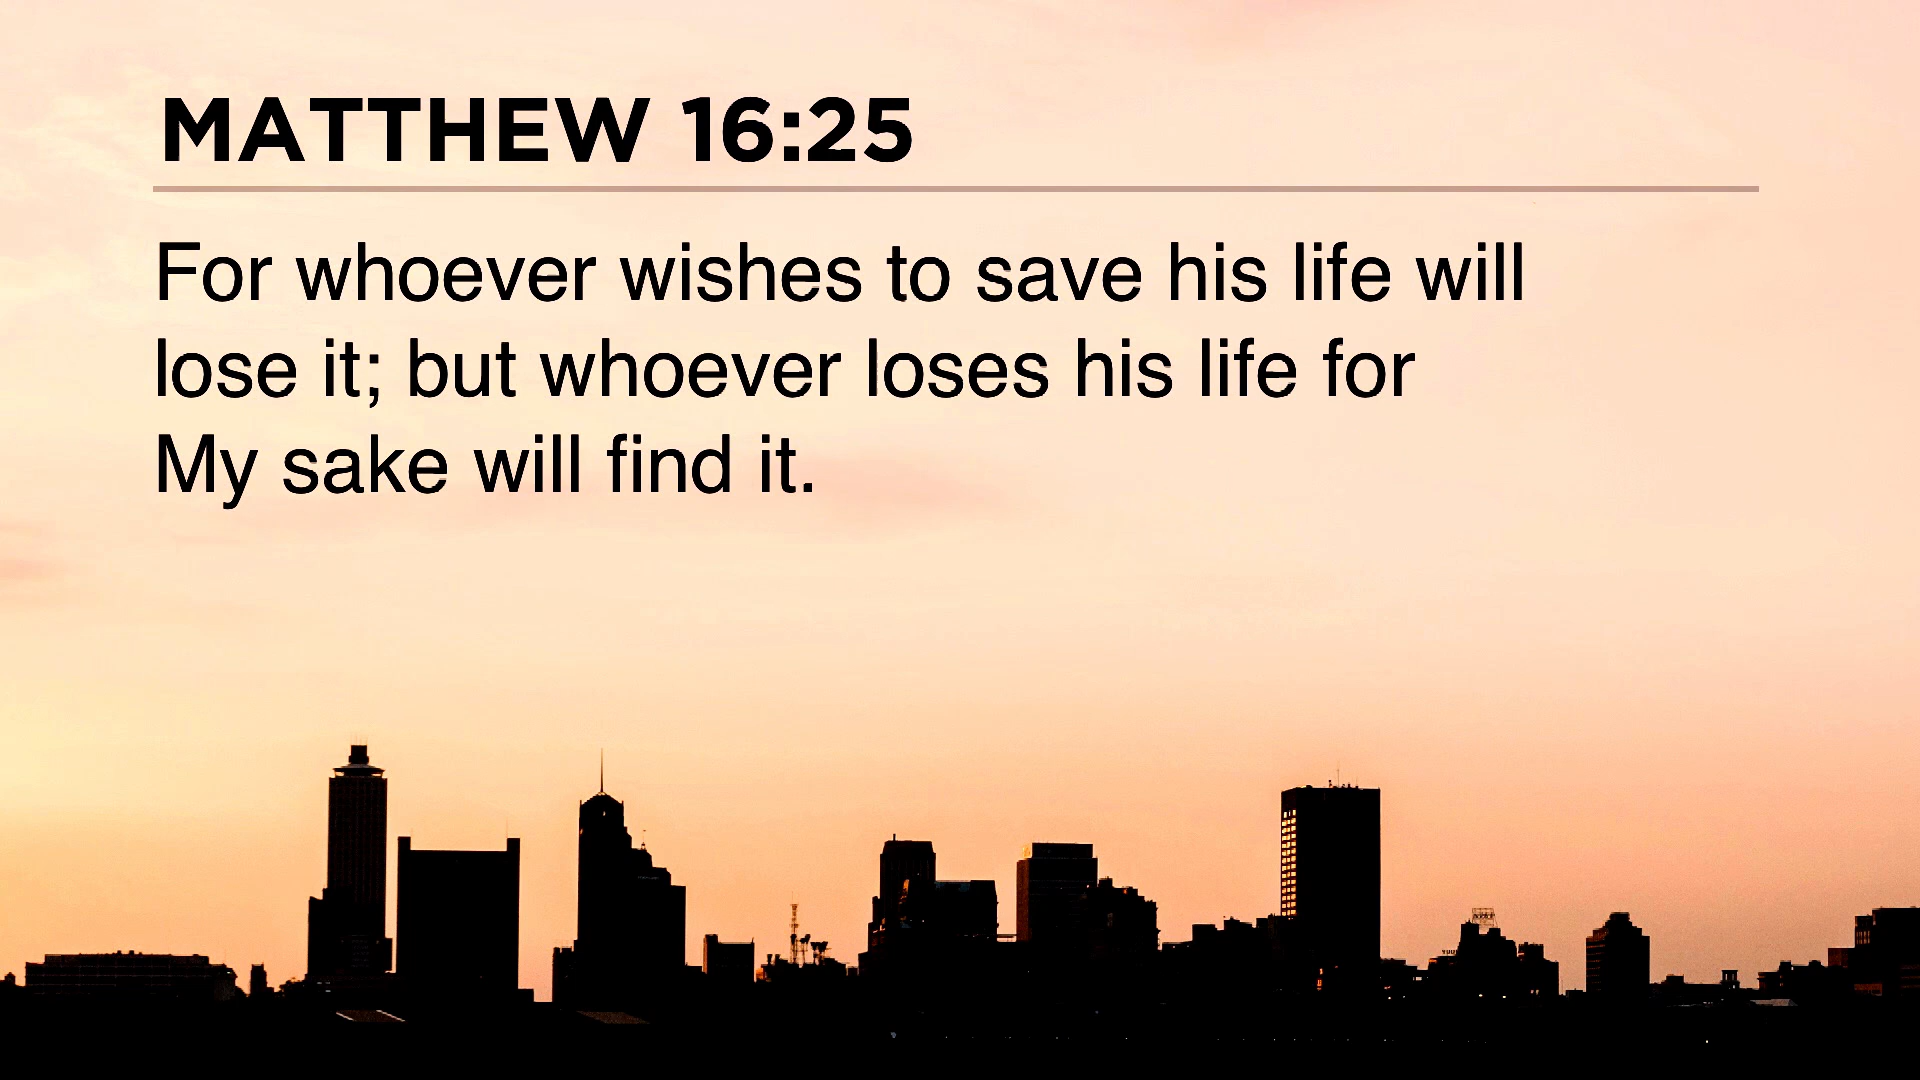 MATTHEW 16:25
For whoever wishes to save his life will
lose it; but whoever loses his life for
My sake will find it.